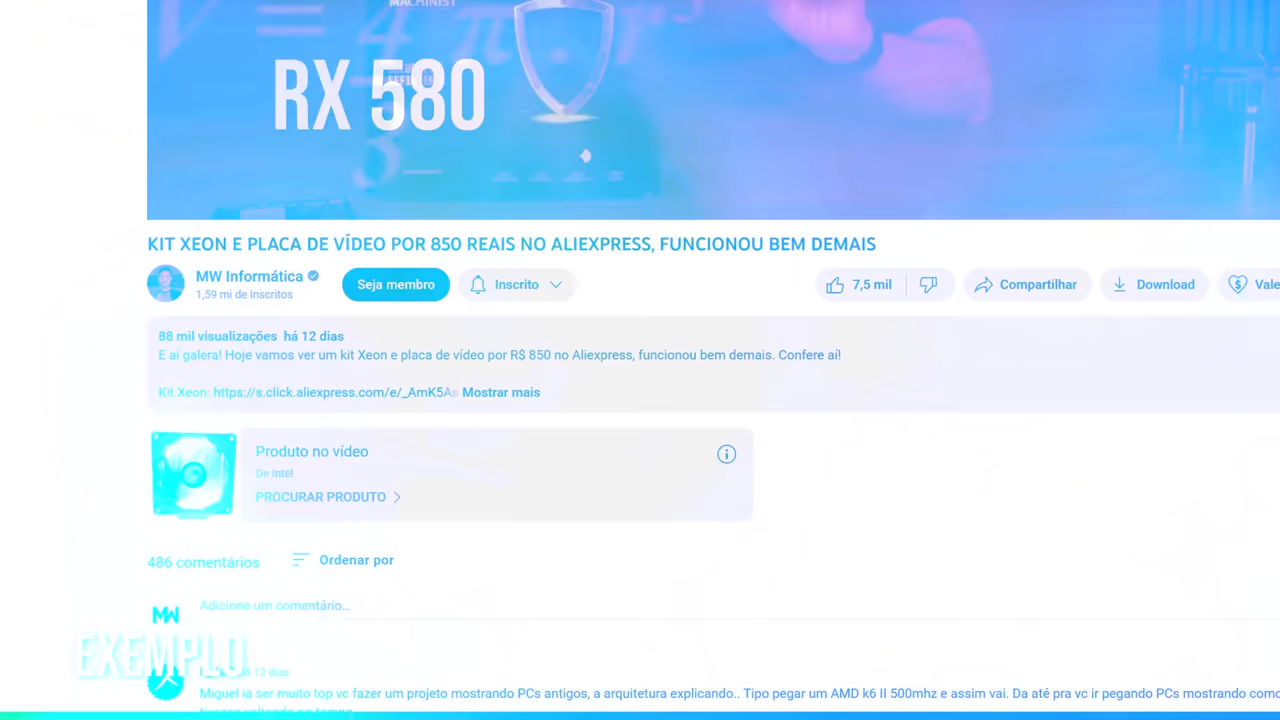 MACHINIST
RX 580
KIT XEON E PLACA DE VÍDEO POR 850 REAIS NO ALIEXPRESS, FUNCIONOU BEM DEMAIS
MW Informática
1,59 mi de inscritos
Seja membro
Inscrito
7,5 mil
Compartilhar
Download
Vale
88 mil visualizações há 12 dias
E aí galera! Hoje vamos ver um kit Xeon e placa de vídeo por R$ 850 no Aliexpress, funcionou bem demais. Confere aí!
Kit Xeon: https://s.click.aliexpress.com/e/_AmK5As Mostrar mais
Produto no vídeo
De Intel
PROCURAR PRODUTO
486 comentários
Ordenar por
MW
Adicione um comentário...
EXEMPLO
12 dias
Miguel ia ser muito top vc fazer um projeto mostrando PCs antigos, a arquitetura explicando.. Tipo pegar um AMD k6 II 500mhz e assim vai. Da até pra vc ir pegando PCs mostrando como